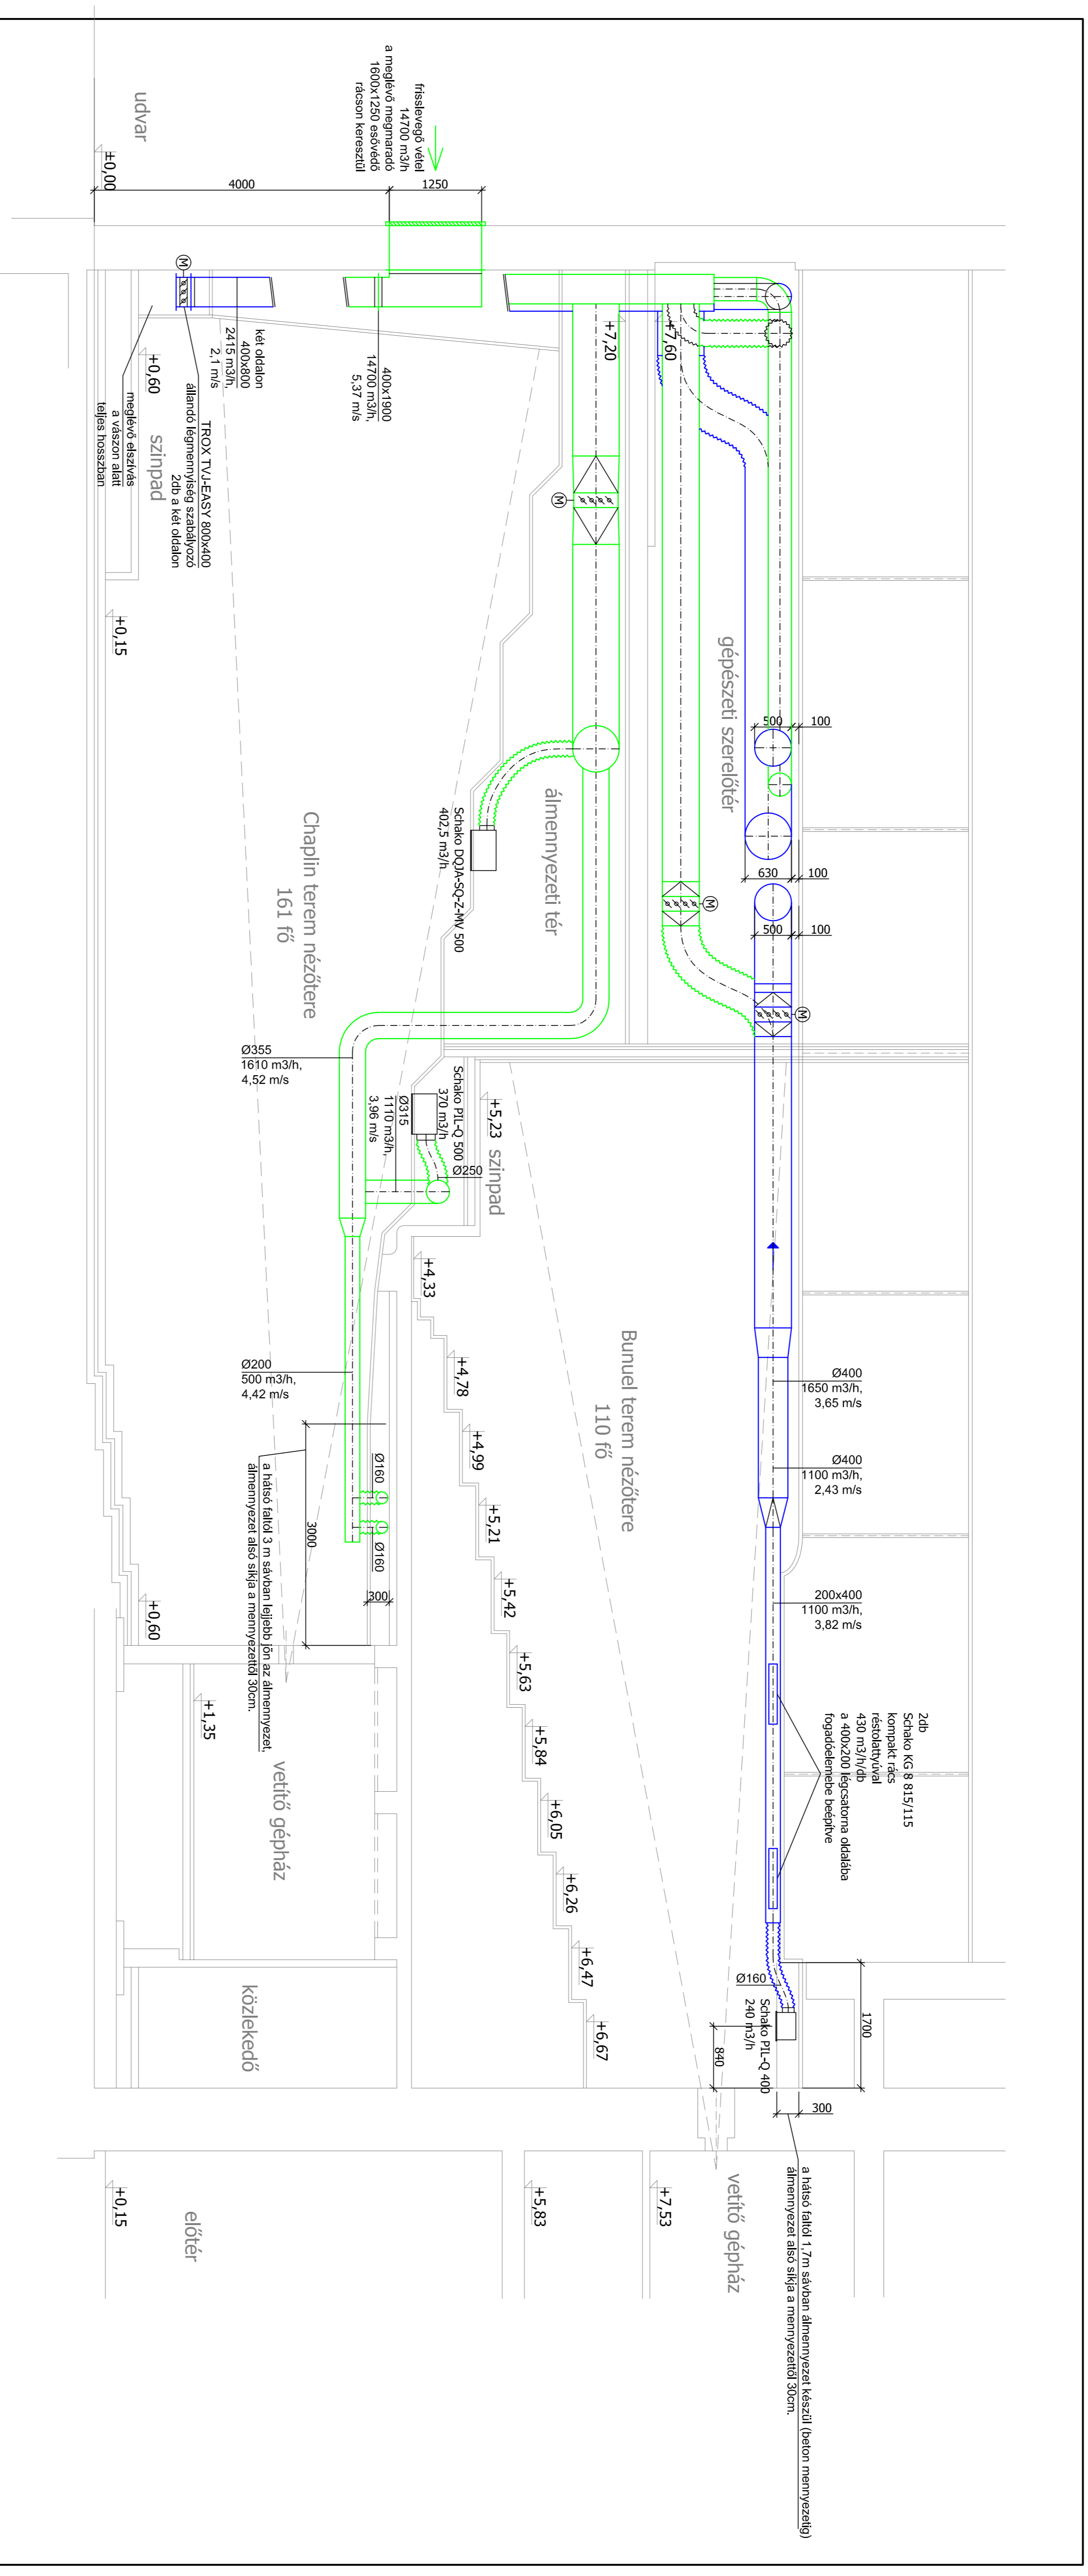 frisslevegő vétel
14700 m3/h
a meglévő megmaradó
1600x1250 esővédő
rácson keresztül
udvar
±0,00
4000
1250
M
két oldalon
400x800
2415 m3/h,
2,1 m/s
TROX TVJ-EASY 800x400
állandó légmennyiség szabályozó
2db a két oldalon
meglévő elszívás
a vászon alatt
teljes hosszban
+0,60
szinpad
+0,15
400x1900
14700 m3/h,
5,37 m/s
+7,20
+7,60
M
gépészeti szerelőtér
álmennyezeti tér
500
100
630
100
500
100
M
M
Schako DQJA-SQ-Z-MV 500
402,5 m3/h
Chaplin terem nézőtere
161 fő
Ø355
1610 m3/h,
4,52 m/s
Ø315
1110 m3/h,
3,96 m/s
Schako PIL-Q 500
370 m3/h
Ø250
+5,23
szinpad
+4,33
+4,78
+4,99
+5,21
+5,42
+5,63
+5,84
+6,05
+6,26
+6,47
+6,67
Bunuel terem nézőtere
110 fő
Ø400
1650 m3/h,
3,65 m/s
Ø400
1100 m3/h,
2,43 m/s
200x400
1100 m3/h,
3,82 m/s
2db
Schako KG 8 815/115
kompakt rács
réstolattyúval
430 m3/h/db
a 400x200 légcsatorna oldalába
fogadóelemebe beépítve
Ø200
500 m3/h,
4,42 m/s
Ø160
Ø160
3000
300
a hátsó faltól 3 m sávban lejjebb jön az álmennyezet,
álmennyezet alsó síkja a mennyezettől 30cm.
+0,60
+1,35
vetítő gépház
közlekedő
Ø160
Schako PIL-Q 400
240 m3/h
1700
840
300
a hátsó faltól 1,7m sávban álmennyezet készül (beton mennyezetig)
álmennyezet alsó síkja a mennyezettől 30cm.
vetítő gépház
+7,53
+5,83
+0,15
előtér